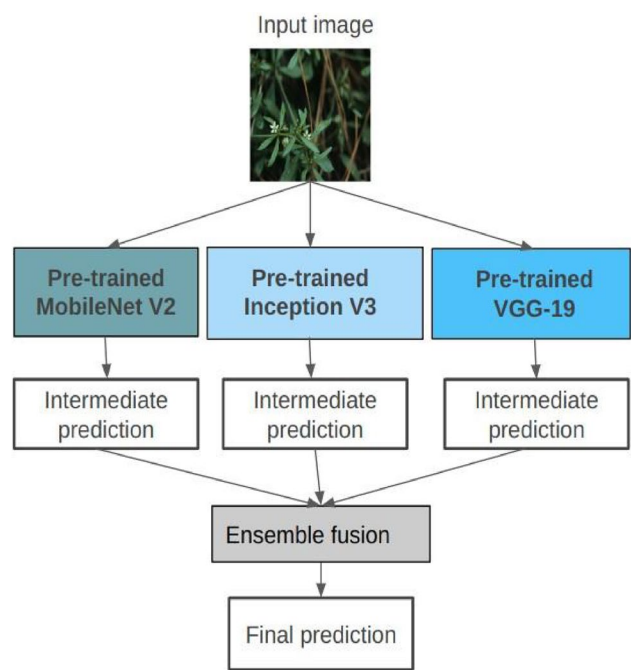 Input image
Pre-trained
MobileNet V2
Pre-trained
Inception V3
Pre-trained
VGG-19
Intermediate
prediction
Intermediate
prediction
Intermediate
prediction
Ensemble fusion
Final prediction